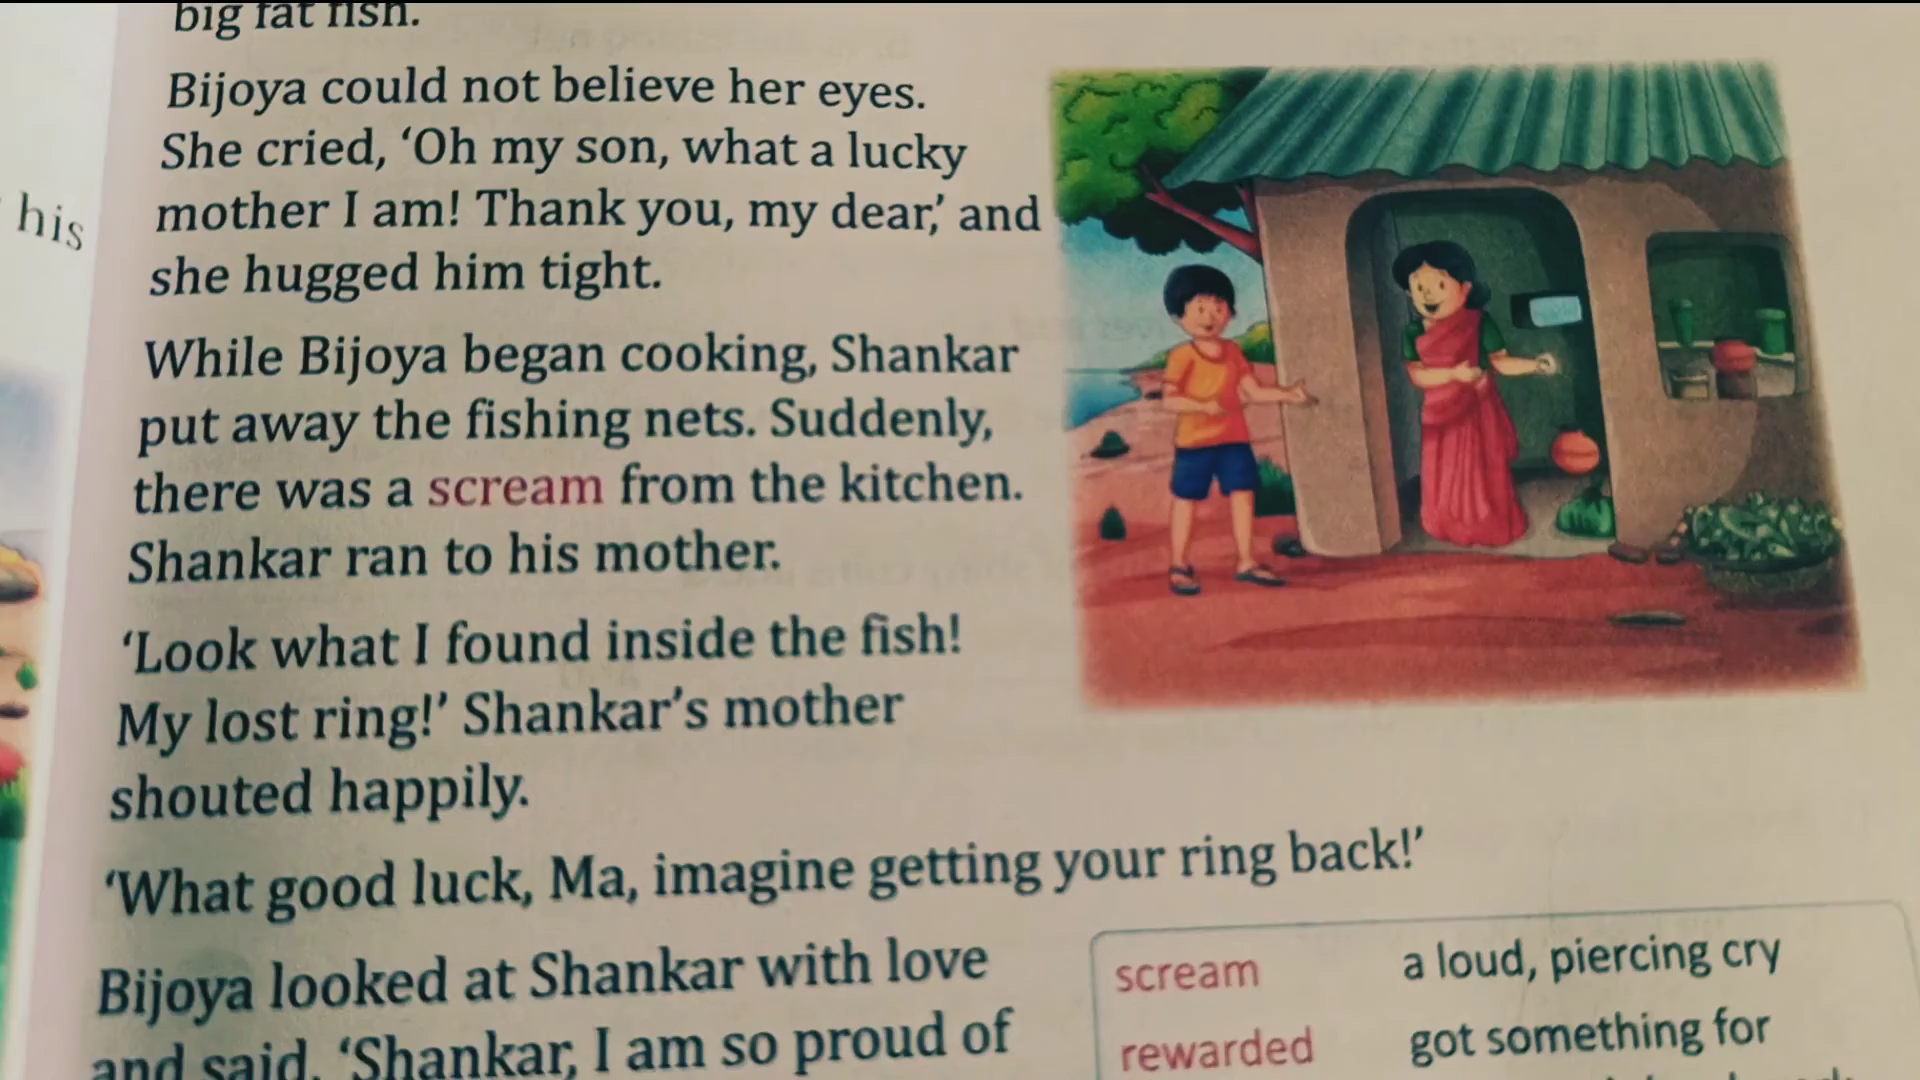 big fat fish.
Bijoya could not believe her eyes.
She cried, ‘Oh my son, what a lucky
mother I am! Thank you, my dear,’ and
she hugged him tight.
his
While Bijoya began cooking, Shankar
put away the fishing nets. Suddenly,
there was a scream from the kitchen.
Shankar ran to his mother.
‘Look what I found inside the fish!
My lost ring!’ Shankar’s mother
shouted happily.
‘What good luck, Ma, imagine getting your ring back!’
Bijoya looked at Shankar with love
and said, ‘Shankar, I am so proud of
scream a loud, piercing cry
rewarded got something for